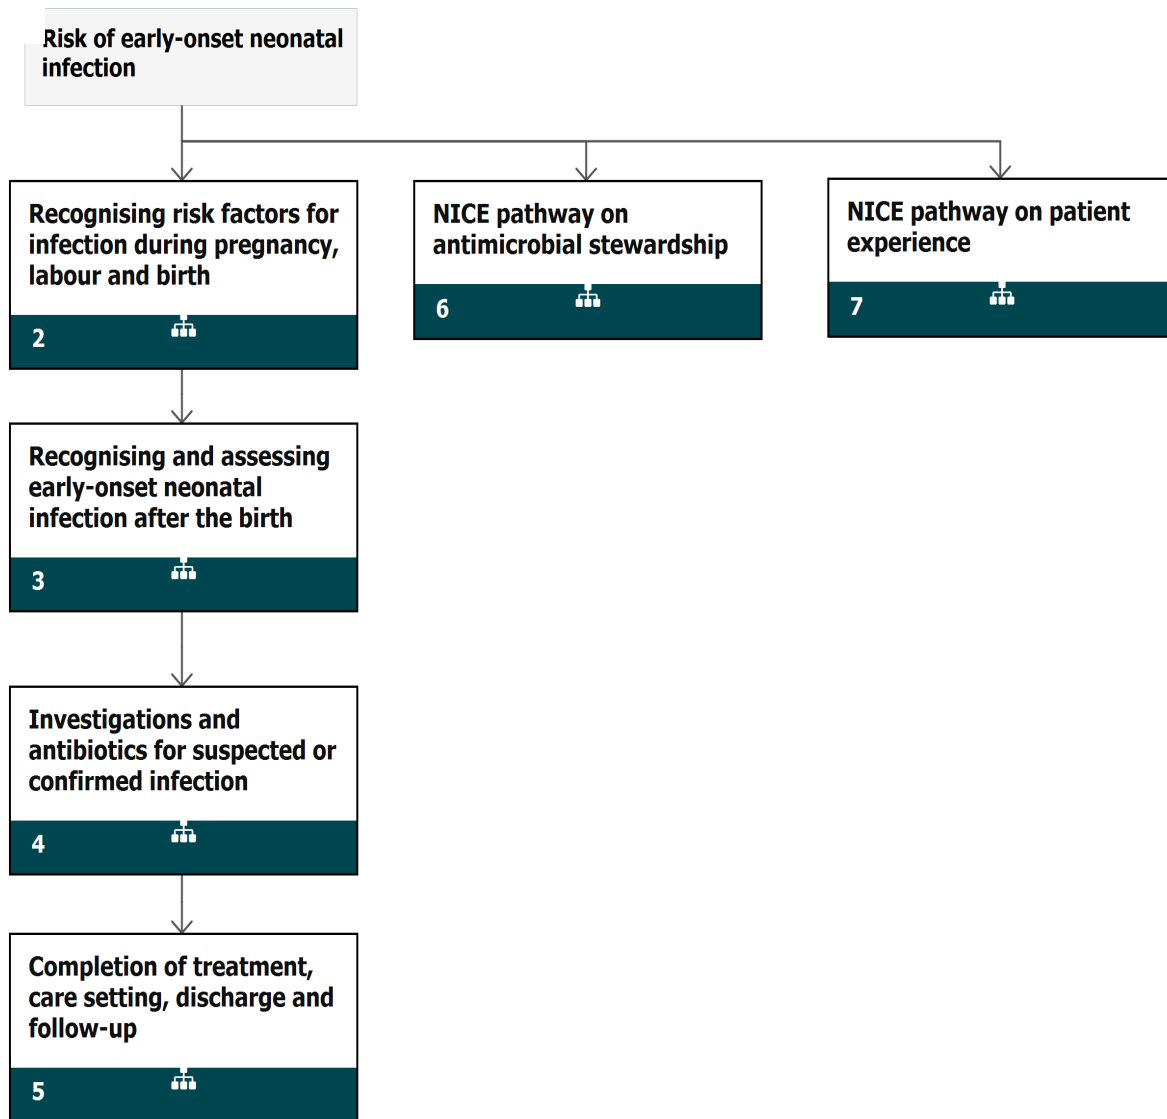 Risk of early-onset neonatal
infection
Recognising risk factors for
infection during pregnancy,
labour and birth
2
NICE pathway on
antimicrobial stewardship
6
NICE pathway on patient
experience
7
Recognising and assessing
early-onset neonatal
infection after the birth
3
Investigations and
antibiotics for suspected or
confirmed infection
4
Completion of treatment,
care setting, discharge and
follow-up
5